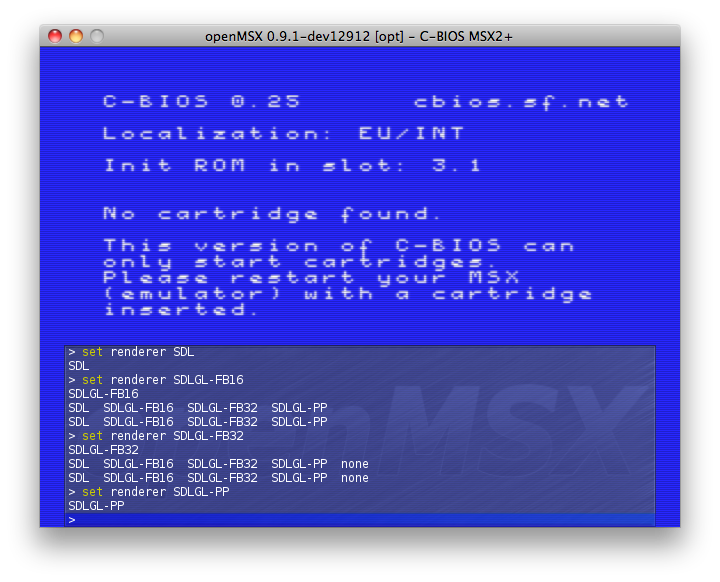 openMSX 0.9.1-dev12912 [opt] - C-BIOS MSX2+
C-BIOS 0.25 cbios.sf.net
Localization: EU/INT
Init ROM in slot: 3.1
No cartridge found.
This version of C-BIOS can
only start cartridges.
Please restart your MSX
(emulator) with a cartridge
inserted.
> set renderer SDL
SDL
> set renderer SDLGL-FB16
SDLGL-FB16
SDL SDLGL-FB16 SDLGL-FB32 SDLGL-PP
SDL SDLGL-FB16 SDLGL-FB32 SDLGL-PP
> set renderer SDLGL-FB32
SDLGL-FB32
SDL SDLGL-FB16 SDLGL-FB32 SDLGL-PP none
SDL SDLGL-FB16 SDLGL-FB32 SDLGL-PP none
> set renderer SDLGL-PP
SDLGL-PP
>
openMSX